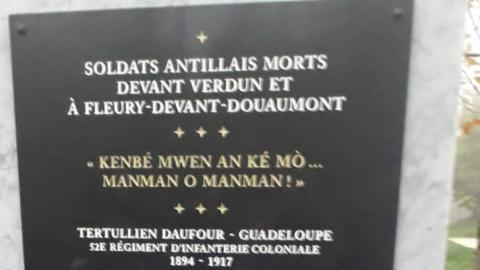 SOLDATS ANTILLAIS MORTS
DEVANT VERDUN ET
À FLEURY-DEVANT-DOUAUMONT
« KENBÉ MWEN AN KÉ MÒ...
MANMAN O MANMAN ! »
TERTULLIEN DAUFOUR - GUADELOUPE
52E RÉGIMENT D'INFANTERIE COLONIALE
1894 - 1917